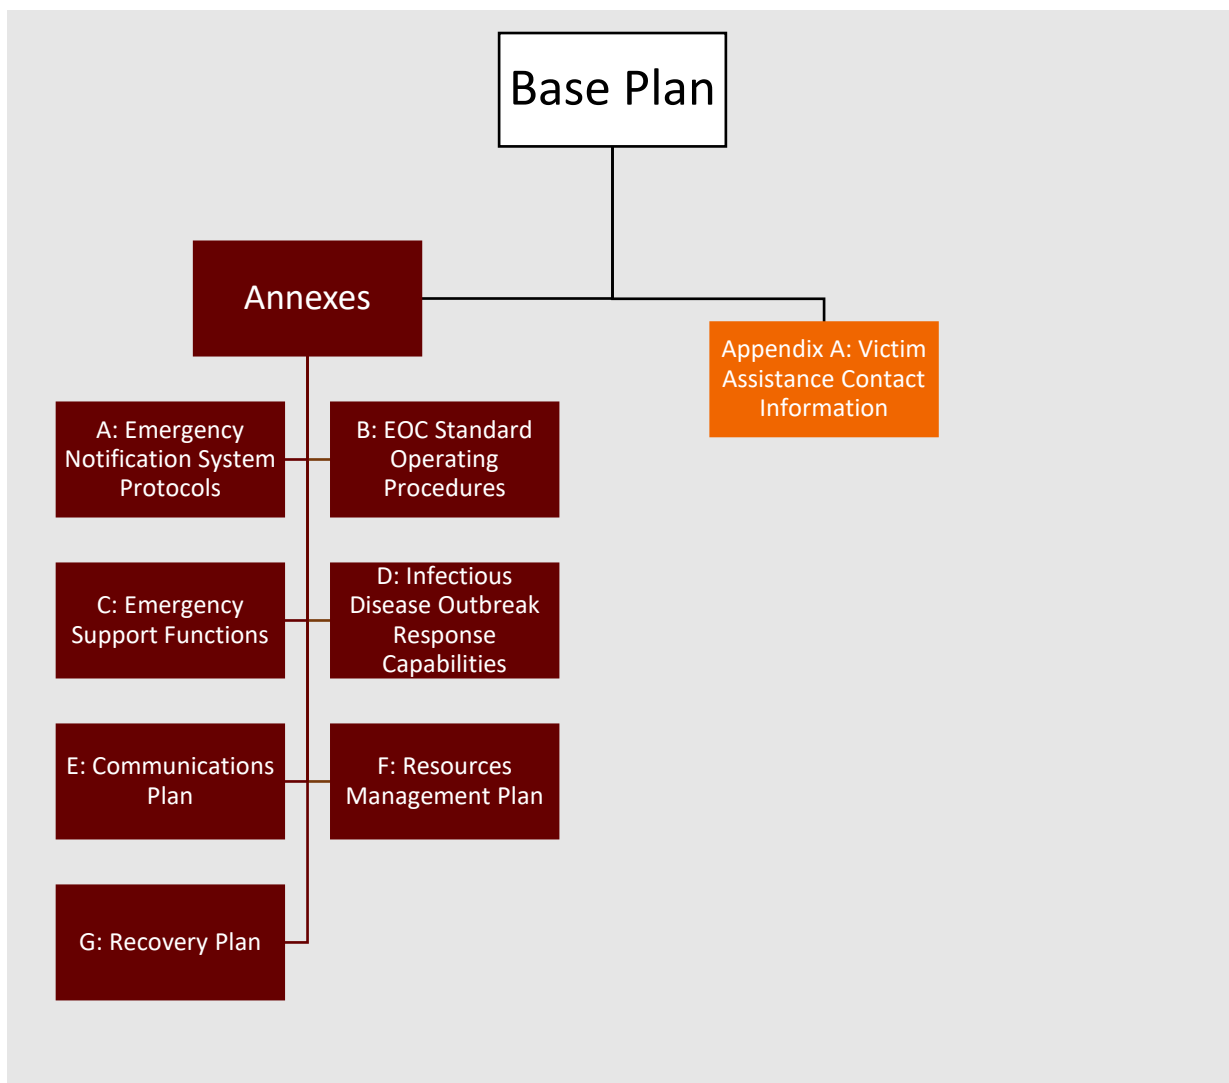 Base Plan
Annexes
Appendix A: Victim
Assistance Contact
Information
A: Emergency
Notification System
Protocols
B: EOC Standard
Operating
Procedures
C: Emergency
Support Functions
D: Infectious
Disease Outbreak
Response
Capabilities
E: Communications
Plan
F: Resources
Management Plan
G: Recovery Plan